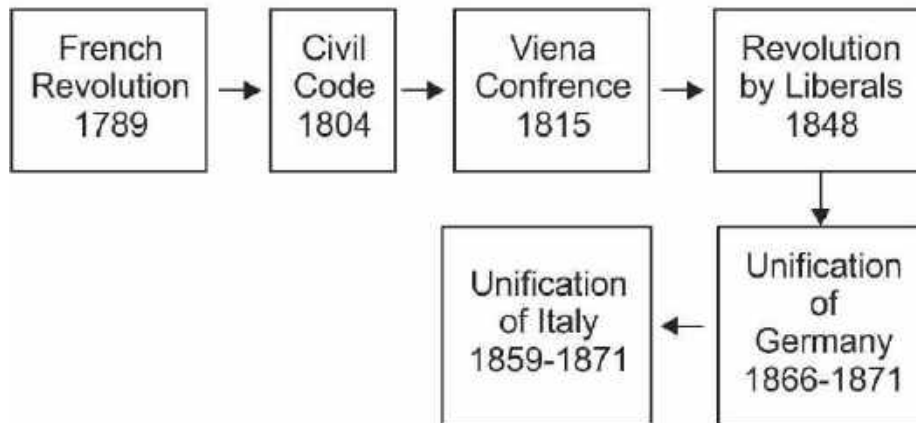 French
Revolution
1789
Civil
Code
1804
Viena
Confrence
1815
Revolution
by Liberals
1848
Unification
of
Germany
1866-1871
Unification
of Italy
1859-1871